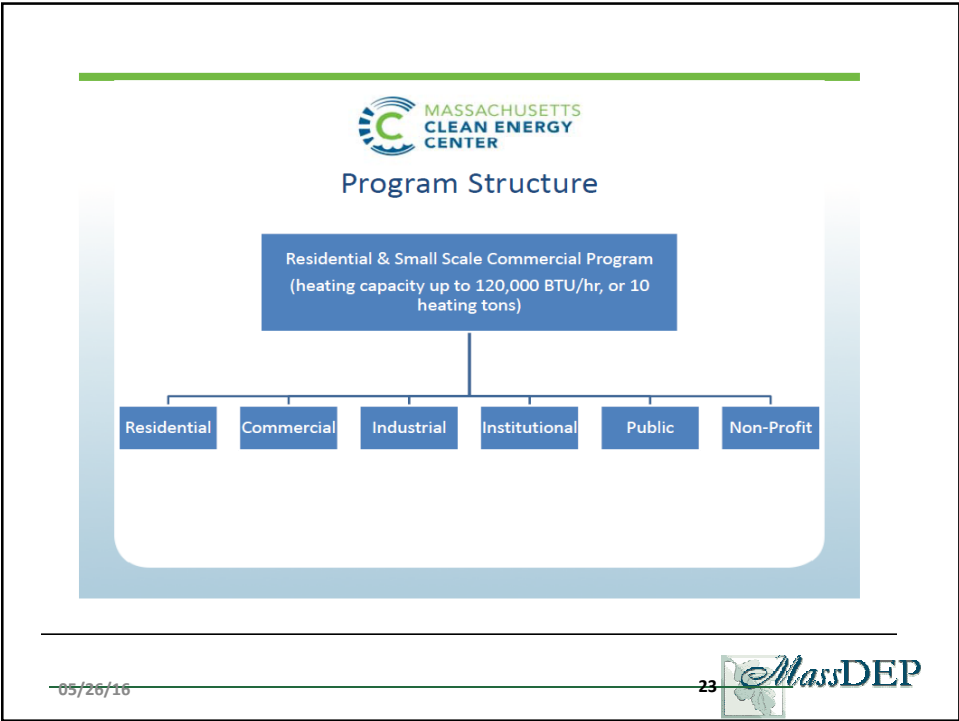 MASSACHUSETTS
CLEAN ENERGY
CENTER
Program Structure
Residential & Small Scale Commercial Program
(heating capacity up to 120,000 BTU/hr, or 10
heating tons)
Residential Commercial Industrial Institutional Public Non-Profit
05/26/16 23 MassDEP